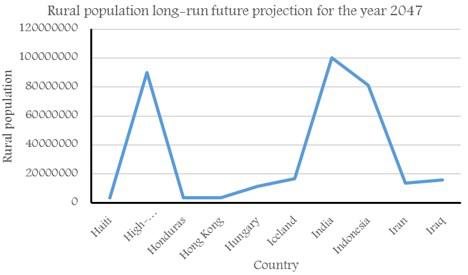 Rural population long-run future projection for the year 2047
120000000
100000000
80000000
60000000
40000000
20000000
0
Rural population
Haiti
High-...
Honduras
Hong Kong
Hungary
Iceland
India
Indonesia
Iran
Iraq
Country